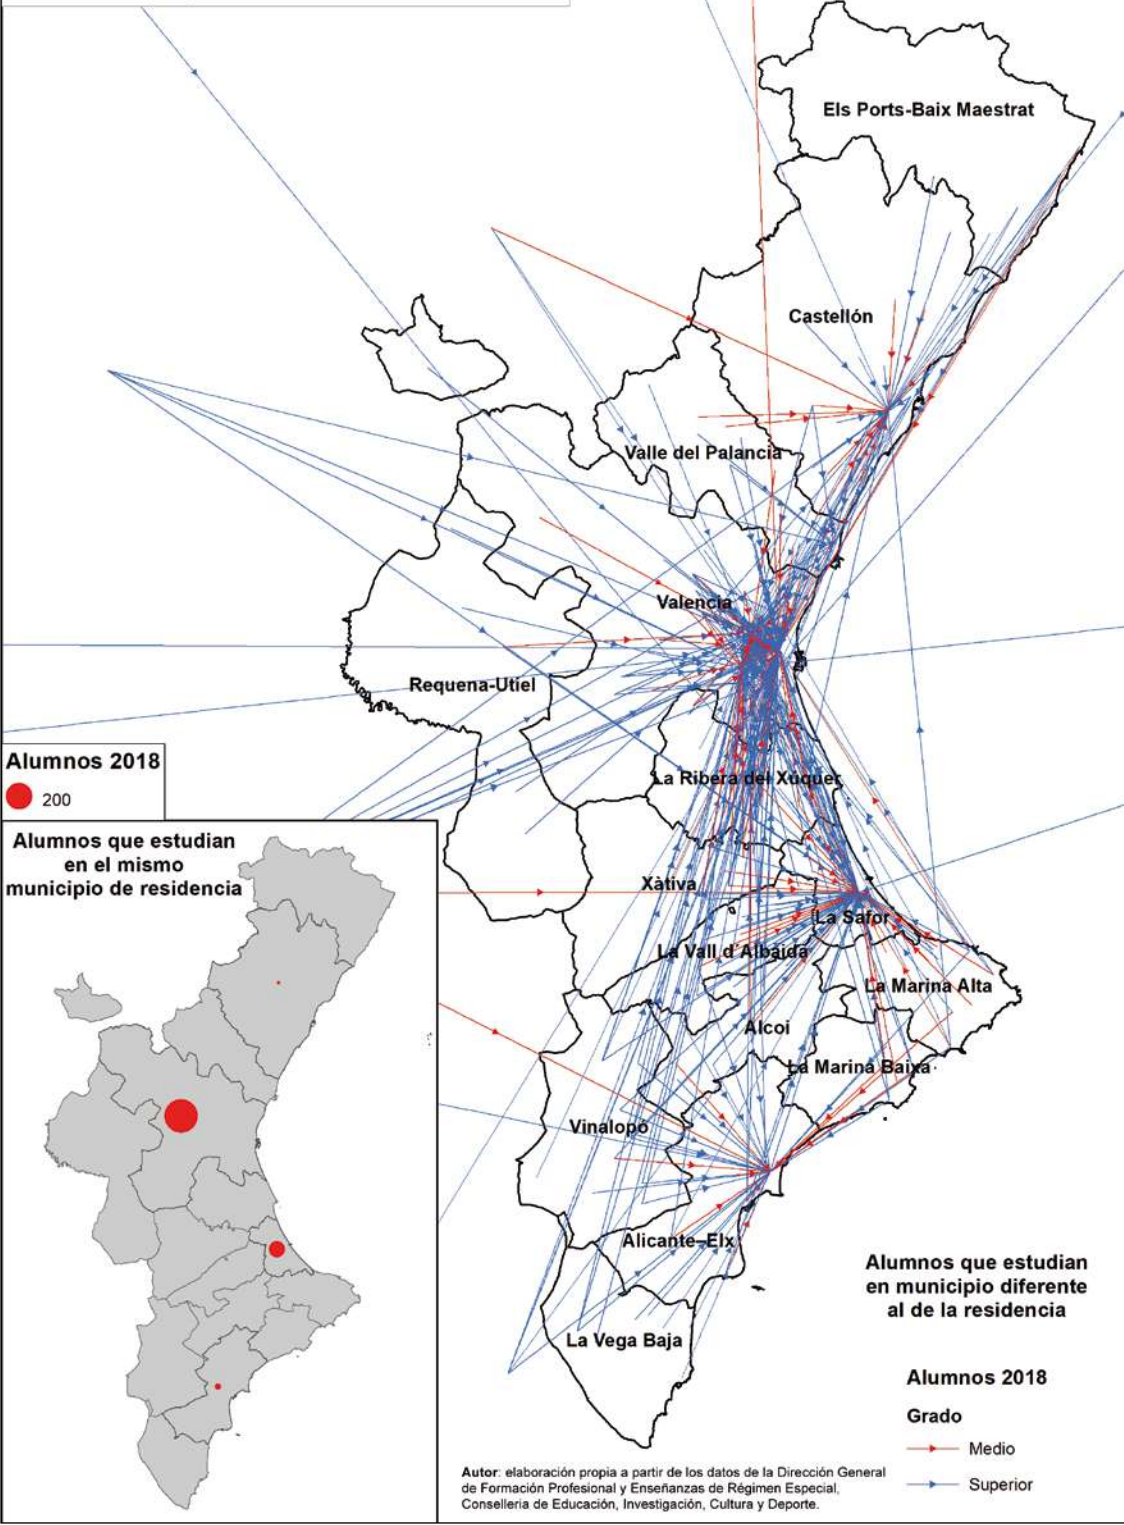 Els Ports-Baix Maestrat
Castellón
Valle del Palancia
Valencia
Requena-Utiel
Alumnos 2018
200
La Ribera del Xúquer
Alumnos que estudian
en el mismo
municipio de residencia
Xàtiva
La Safor
La Vall d'Albaida
La Marina Alta
Alcoi
La Marina Baixa
Vinalopó
Alicante-Elx
Alumnos que estudian
en municipio diferente
al de la residencia
La Vega Baja
Alumnos 2018
Grado
Medio
Superior
Autor: elaboración propia a partir de los datos de la Dirección General
de Formación Profesional y Enseñanzas de Régimen Especial,
Conselleria de Educación, Investigación, Cultura y Deporte.